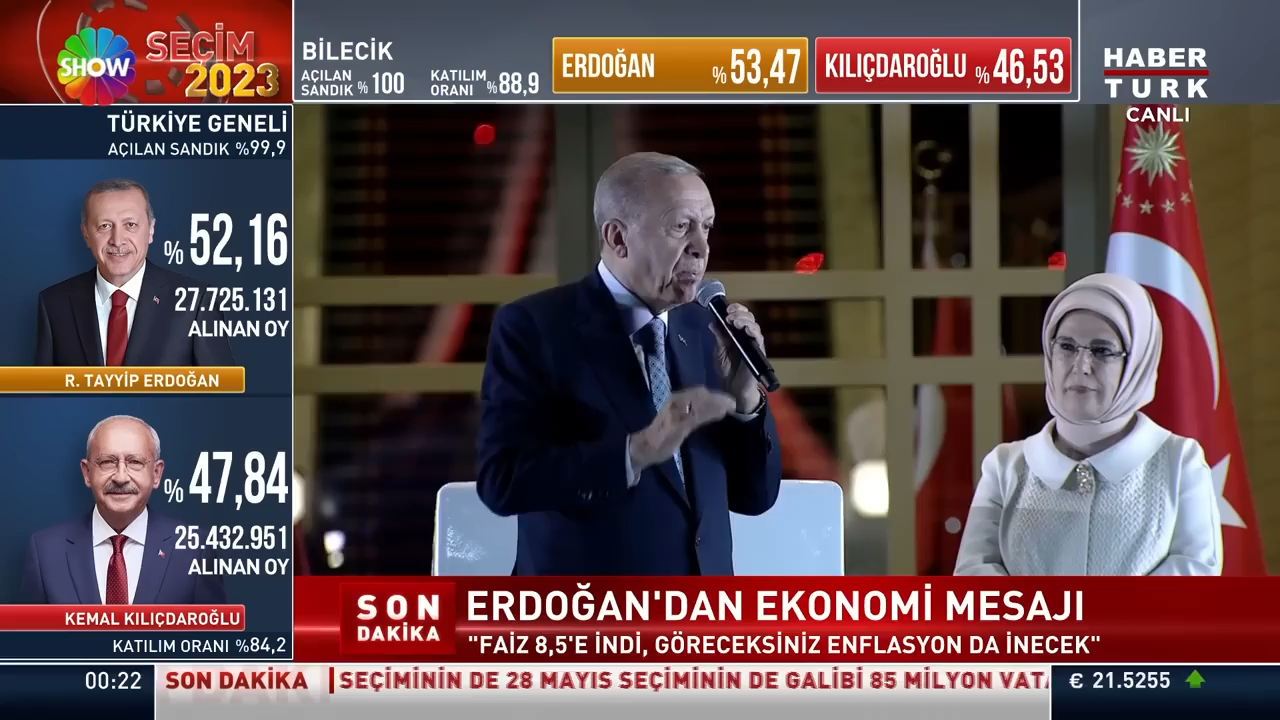 SHOW
SEÇİM
2023
BİLECİK
AÇILAN SANDIK %100
KATILIM ORANI %88,9
ERDOĞAN %53,47
KILIÇDAROĞLU %46,53
HABER
TURK
CANLI
TÜRKİYE GENELİ
AÇILAN SANDIK %99,9
%52,16
27.725.131
ALINAN OY
R. TAYYİP ERDOĞAN
%47,84
25.432.951
ALINAN OY
KEMAL KILIÇDAROĞLU
KATILIM ORANI %84,2
SON
DAKİKA
ERDOĞAN'DAN EKONOMİ MESAJI
"FAİZ 8,5'E İNDİ, GÖRECEKSİNİZ ENFLASYON DA İNECEK"
00:22
SON DAKİKA
SEÇİMİNİN DE 28 MAYIS SEÇİMİNİN DE GALİBİ 85 MİLYON VATA
€ 21.5255